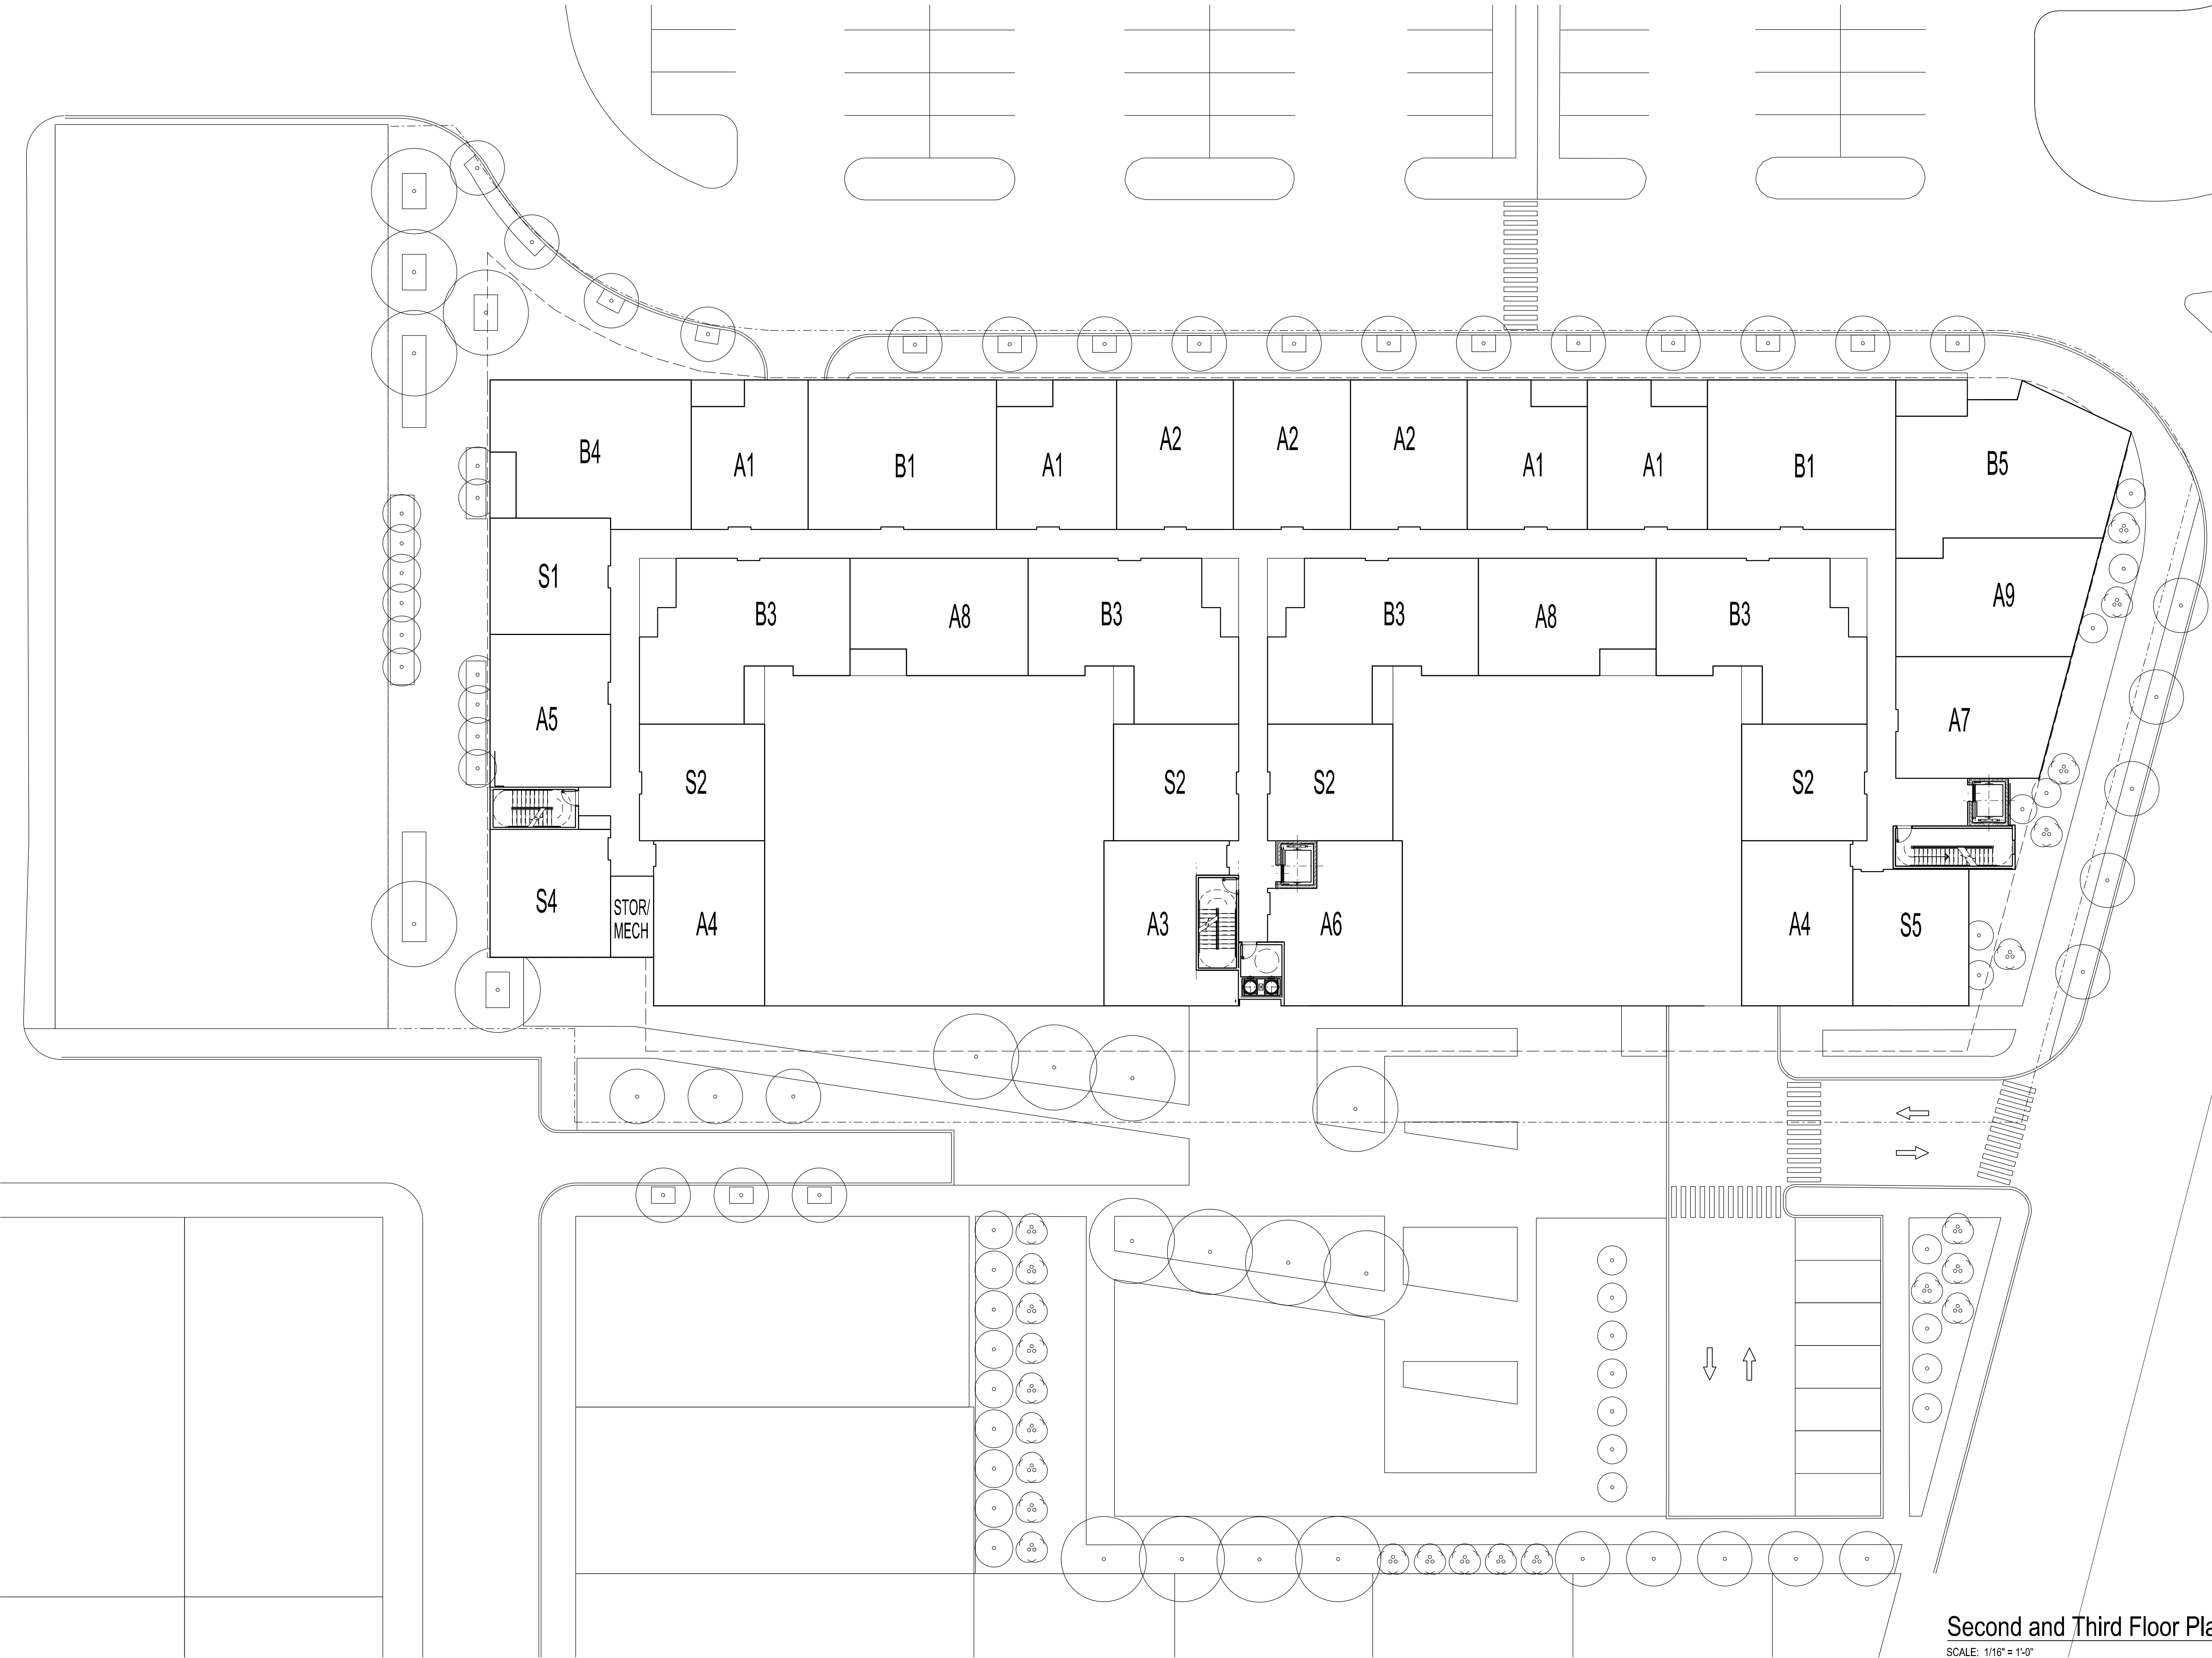 B4
A1
B1
A1
A2
A2
A2
A1
A1
B1
B5
S1
B3
A8
B3
B3
A8
B3
A9
A5
A7
S2
S2
S2
S2
S4
STOR/
MECH
A4
A3
A6
A4
S5
Second and Third Floor Pla
SCALE: 1/16" = 1'-0"